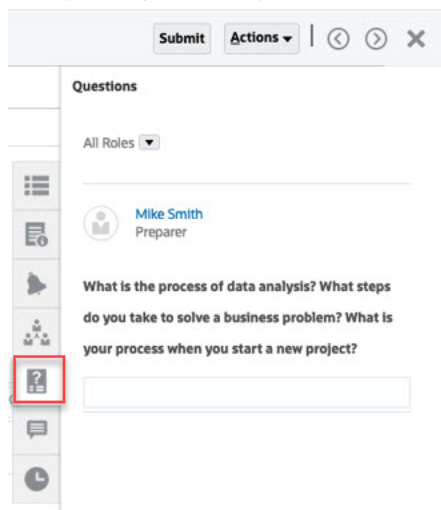 Submit Actions
Questions
All Roles
Mike Smith
Preparer
What is the process of data analysis? What steps
do you take to solve a business problem? What is
your process when you start a new project?